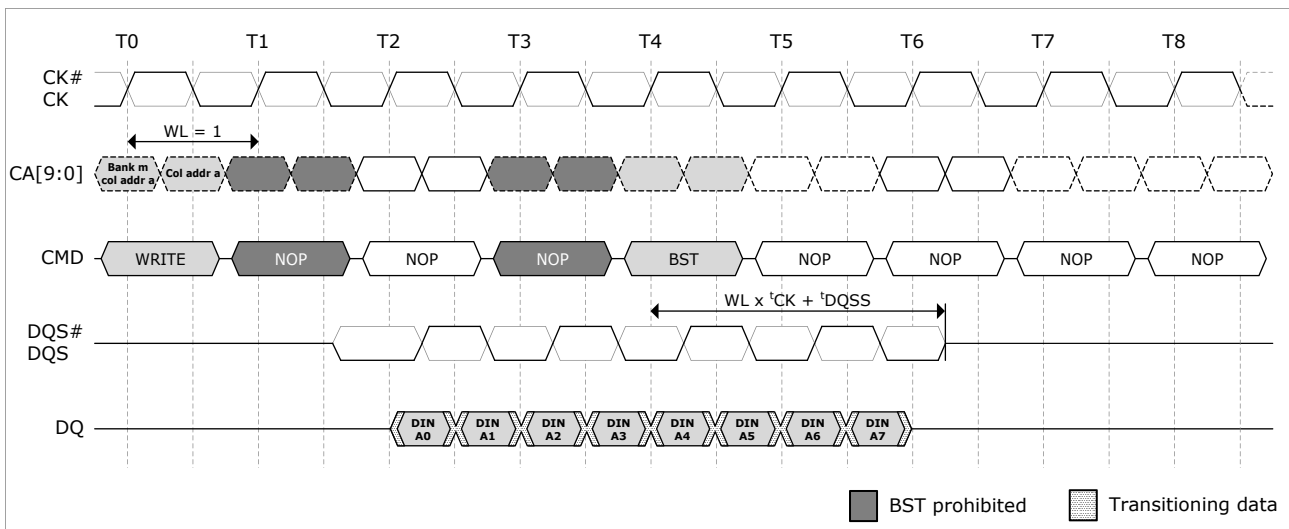 T0 T1 T2 T3 T4 T5 T6 T7 T8
CK#
CK
WL = 1
CA[9:0]
Bank m
col addr a
Col addr a
CMD
WRITE NOP NOP NOP BST NOP NOP NOP NOP
WL x tCK + tDQSS
DQS#
DQS
DQ
DIN A0
DIN A1
DIN A2
DIN A3
DIN A4
DIN A5
DIN A6
DIN A7
BST prohibited
Transitioning data